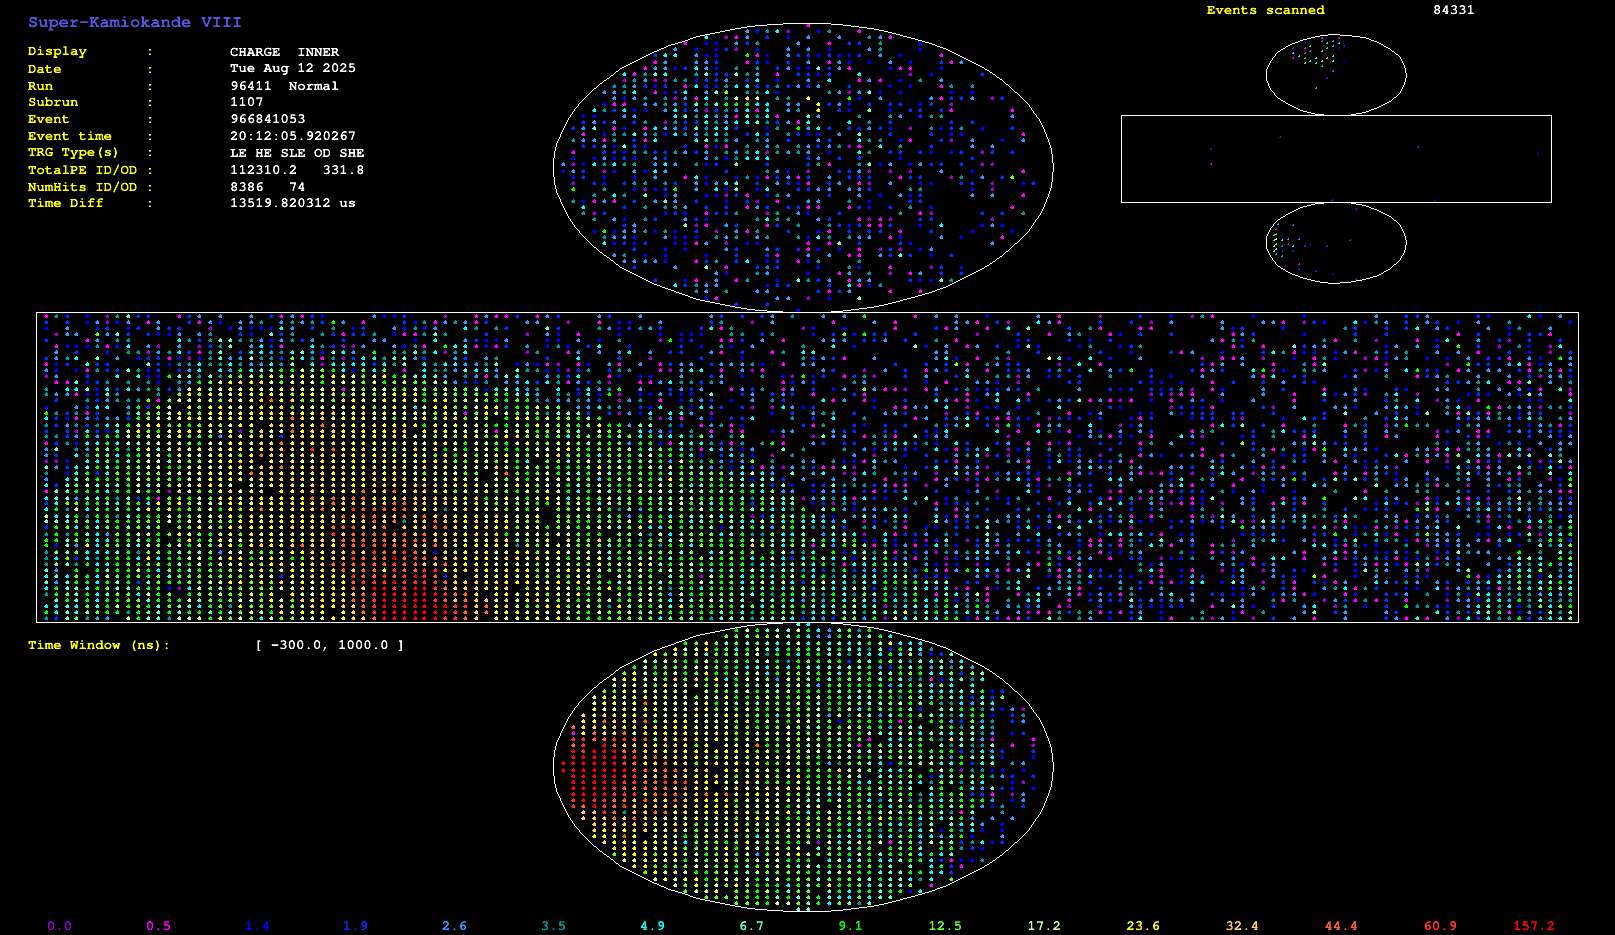 Super-Kamiokande VIII
Events scanned 84331
Display : CHARGE INNER
Date : Tue Aug 12 2025
Run : 96411 Normal
Subrun : 1107
Event : 966841053
Event time : 20:12:05.920267
TRG Type(s) : LE HE SLE OD SHE
TotalPE ID/OD : 112310.2 331.8
NumHits ID/OD : 8386 74
Time Diff : 13519.820312 us
Time Window (ns): [ -300.0, 1000.0 ]
0.0 0.5 1.4 1.9 2.6 3.5 4.9 6.7 9.1 12.5 17.2 23.6 32.4 44.4 60.9 157.2